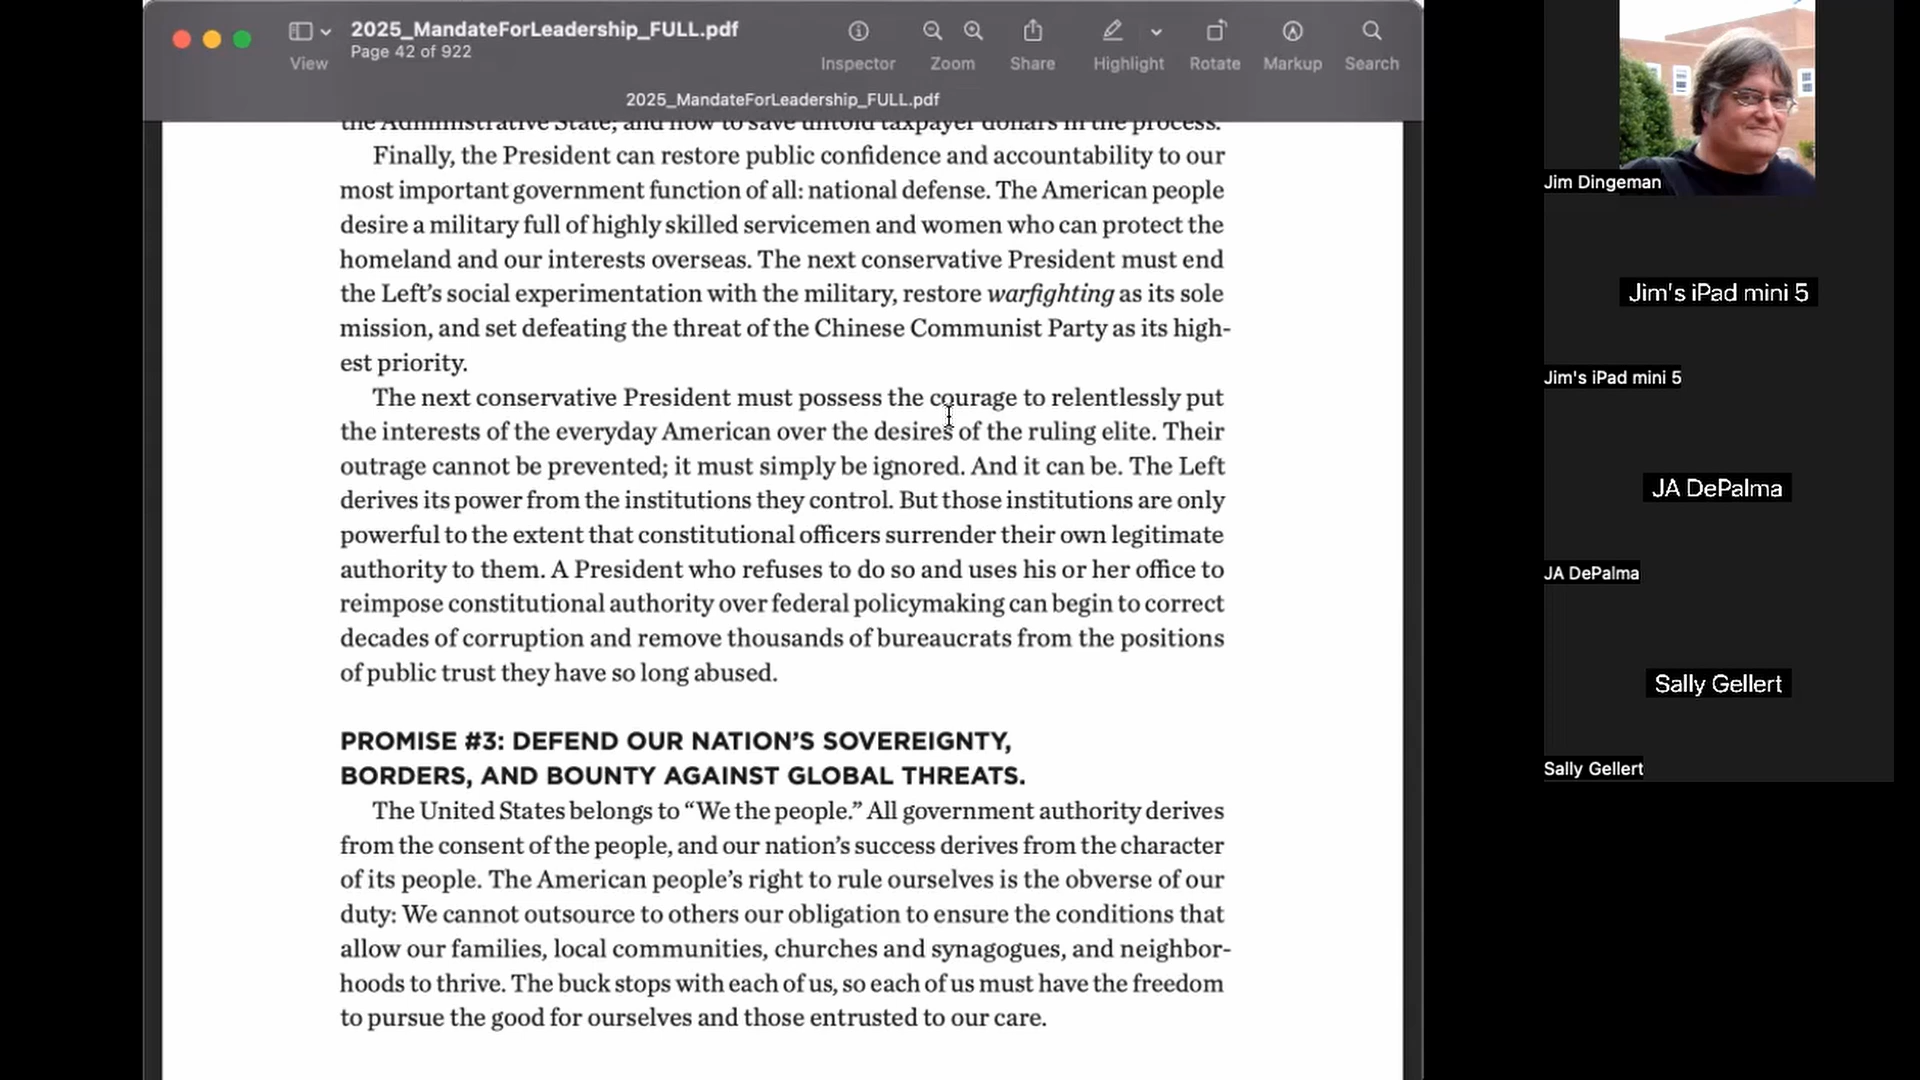 2025_MandateForLeadership_FULL.pdf
Page 42 of 922
View
Inspector
Zoom
Share
Highlight
Rotate
Markup
Search
2025_MandateForLeadership_FULL.pdf
the Administrative State; and how to save untold taxpayer dollars in the process.
Finally, the President can restore public confidence and accountability to our
most important government function of all: national defense. The American people
desire a military full of highly skilled servicemen and women who can protect the
homeland and our interests overseas. The next conservative President must end
the Left’s social experimentation with the military, restore warfighting as its sole
mission, and set defeating the threat of the Chinese Communist Party as its high-
est priority.
The next conservative President must possess the courage to relentlessly put
the interests of the everyday American over the desires of the ruling elite. Their
outrage cannot be prevented; it must simply be ignored. And it can be. The Left
derives its power from the institutions they control. But those institutions are only
powerful to the extent that constitutional officers surrender their own legitimate
authority to them. A President who refuses to do so and uses his or her office to
reimpose constitutional authority over federal policymaking can begin to correct
decades of corruption and remove thousands of bureaucrats from the positions
of public trust they have so long abused.
PROMISE #3: DEFEND OUR NATION’S SOVEREIGNTY,
BORDERS, AND BOUNTY AGAINST GLOBAL THREATS.
The United States belongs to “We the people.” All government authority derives
from the consent of the people, and our nation’s success derives from the character
of its people. The American people’s right to rule ourselves is the obverse of our
duty: We cannot outsource to others our obligation to ensure the conditions that
allow our families, local communities, churches and synagogues, and neighbor-
hoods to thrive. The buck stops with each of us, so each of us must have the freedom
to pursue the good for ourselves and those entrusted to our care.
Jim Dingeman
Jim's iPad mini 5
Jim's iPad mini 5
JA DePalma
JA DePalma
Sally Gellert
Sally Gellert